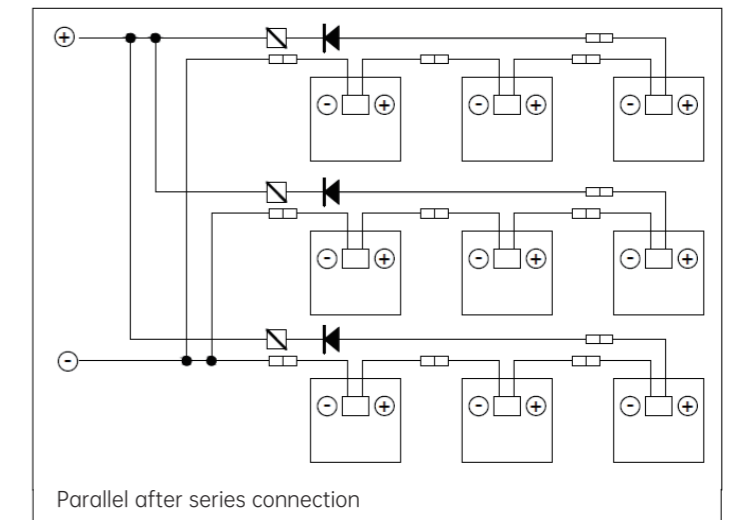 +
- + - + - +
- + - + - +
-
- + - + - +
Parallel after series connection